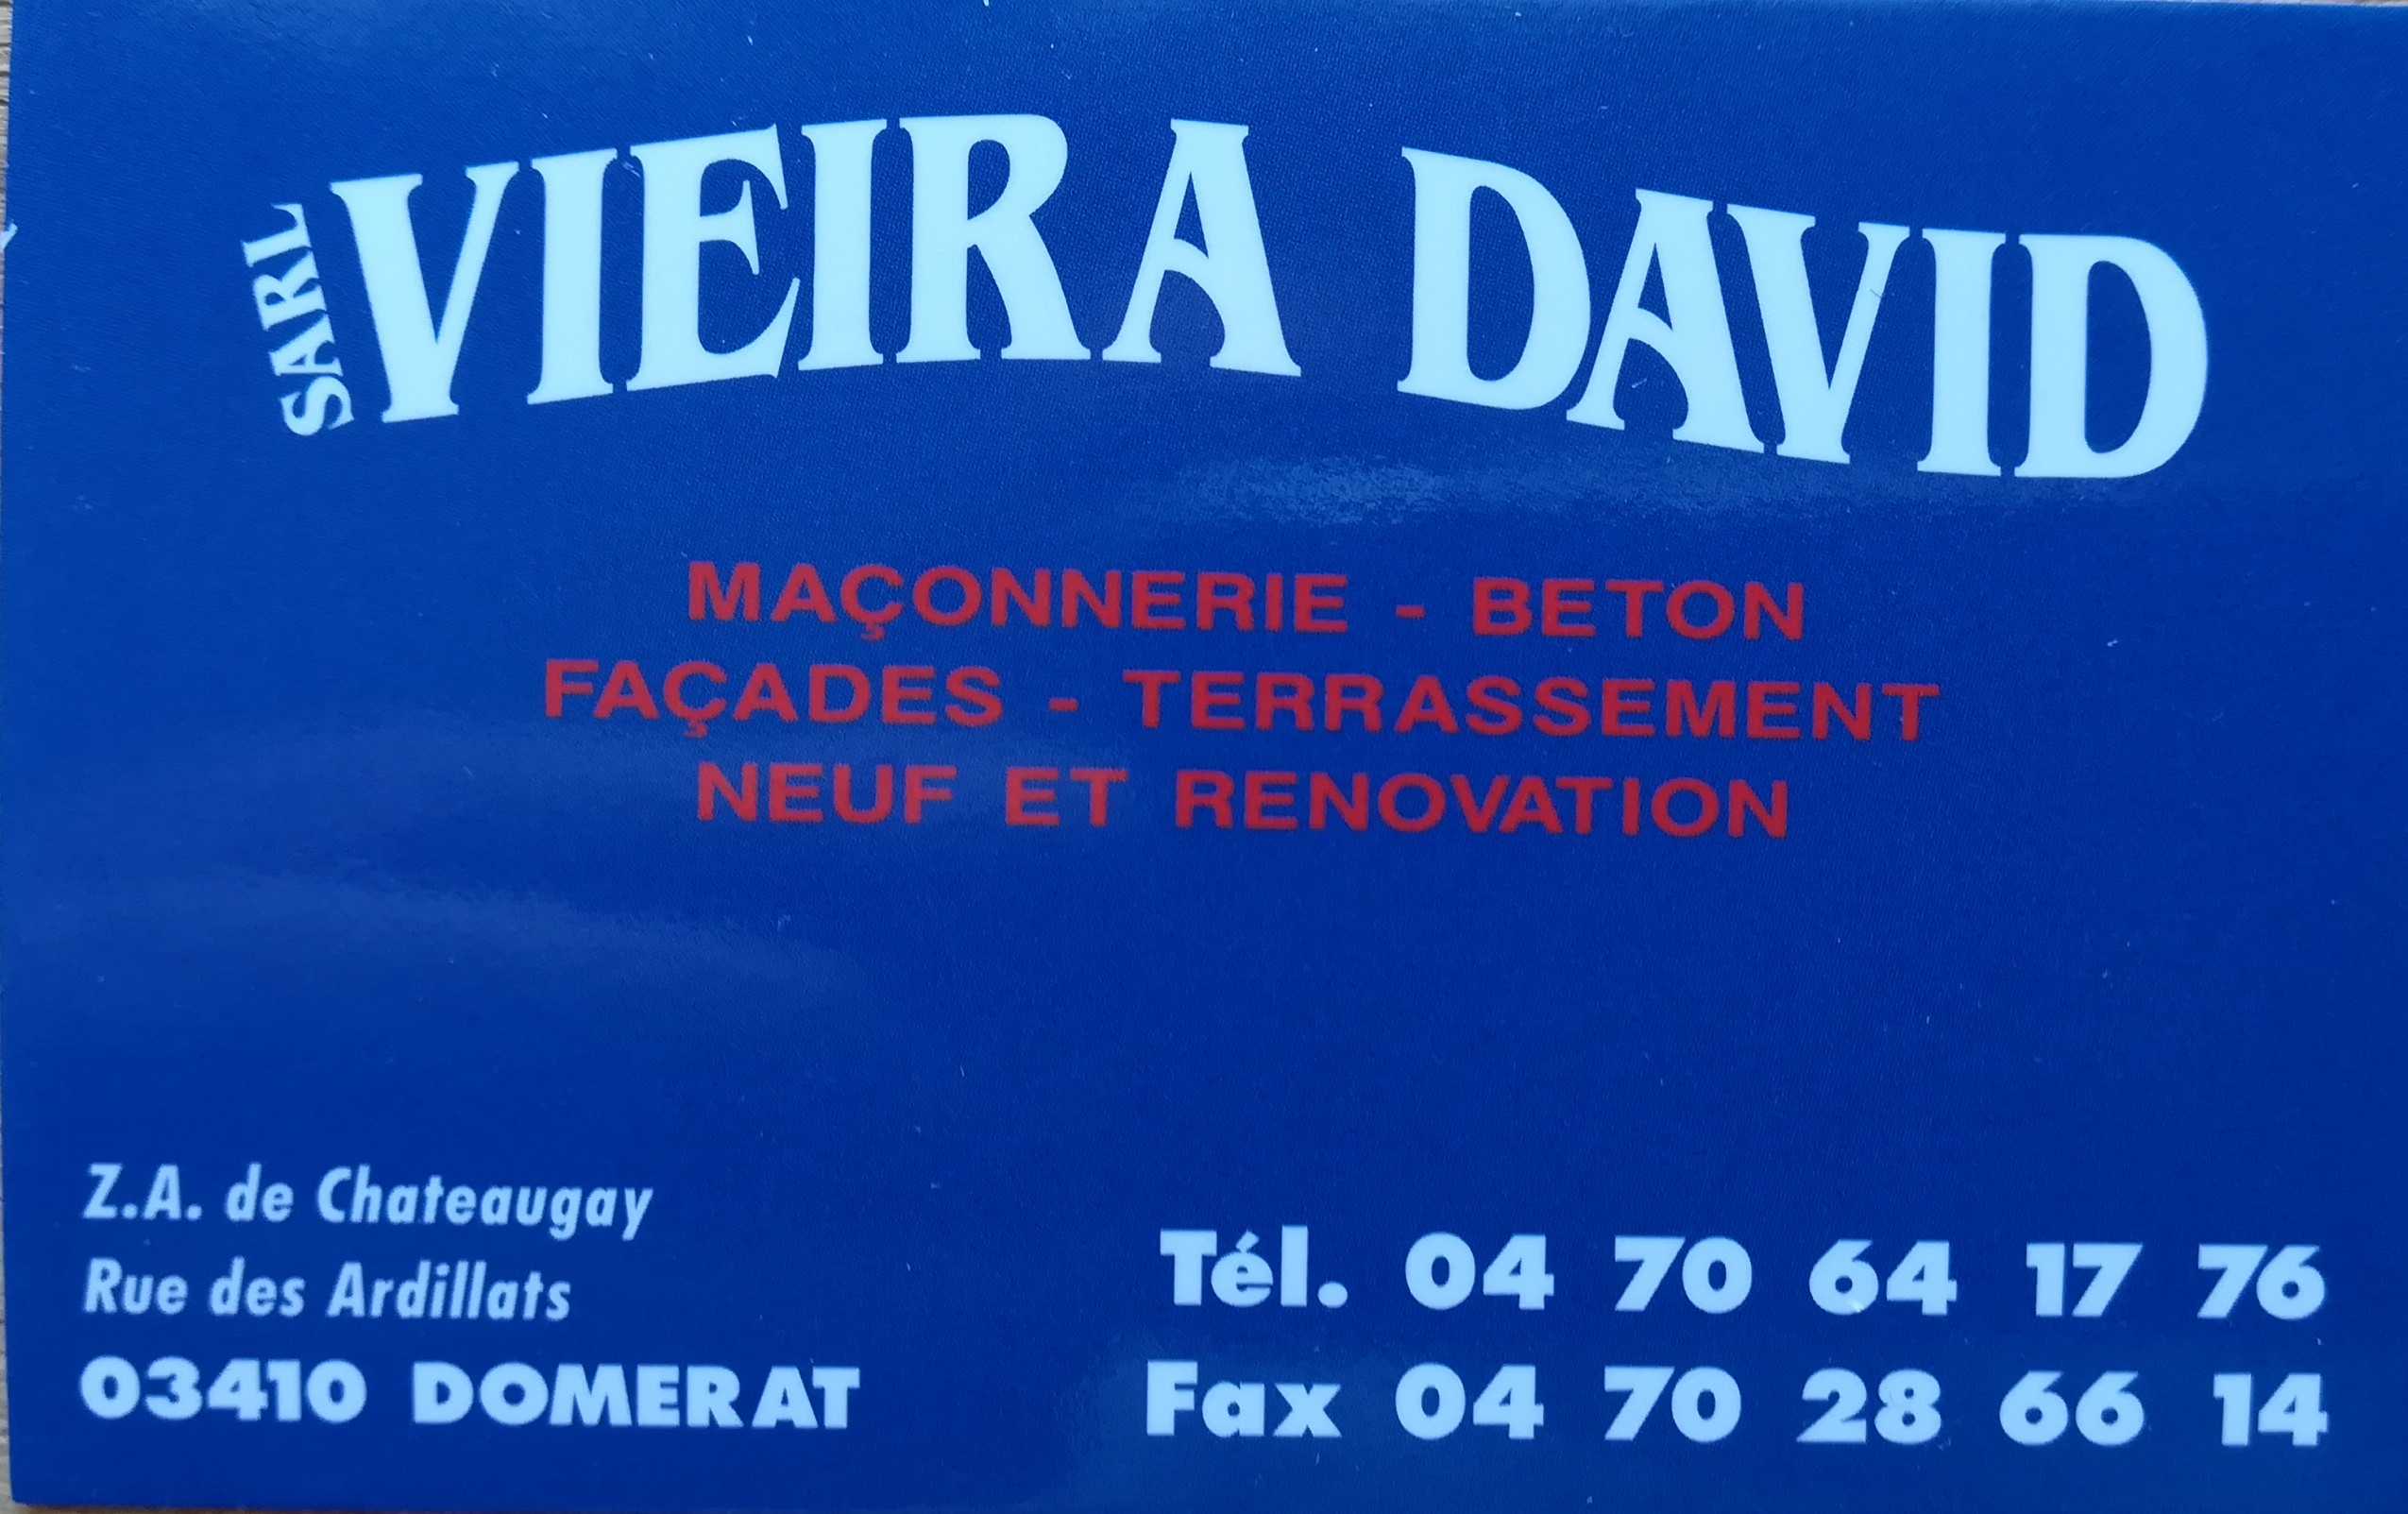 SARL VIEIRA DAVID
MAÇONNERIE - BETON
FAÇADES - TERRASSEMENT
NEUF ET RENOVATION
Z.A. de Chateaugay
Rue des Ardillats
03410 DOMERAT
Tél. 04 70 64 17 76
Fax 04 70 28 66 14